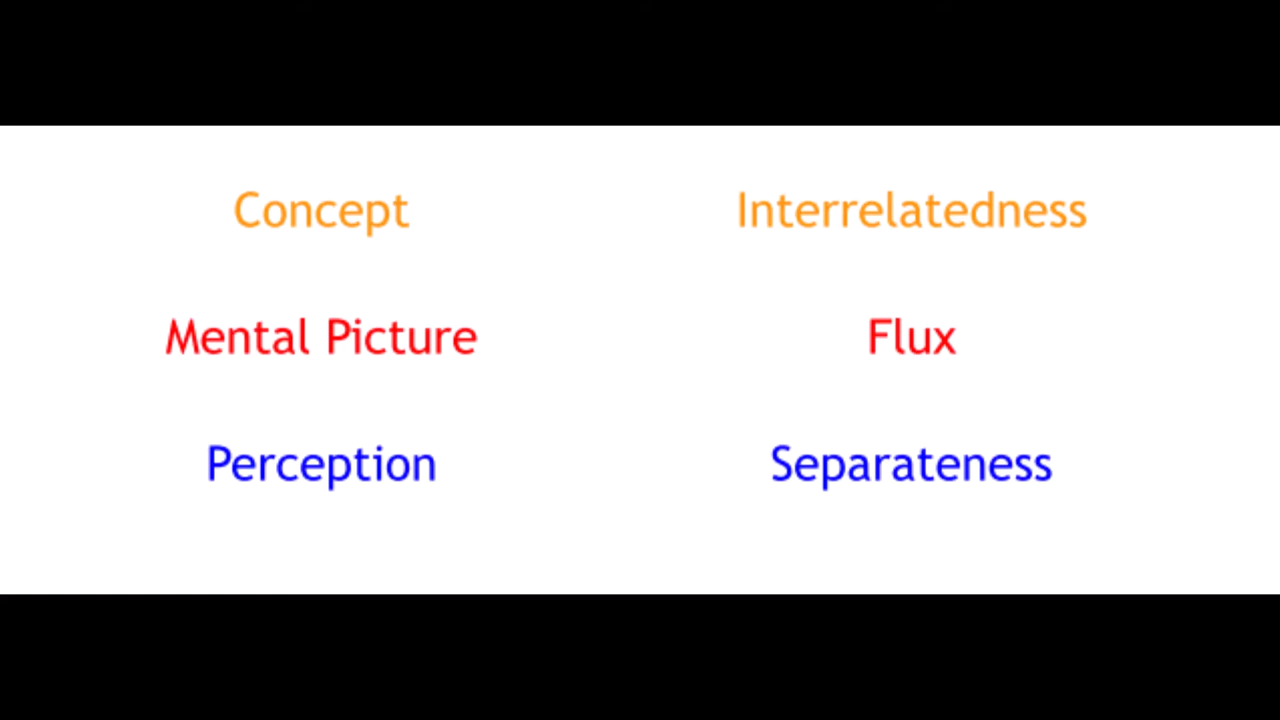 Concept Interrelatedness
Mental Picture Flux
Perception Separateness